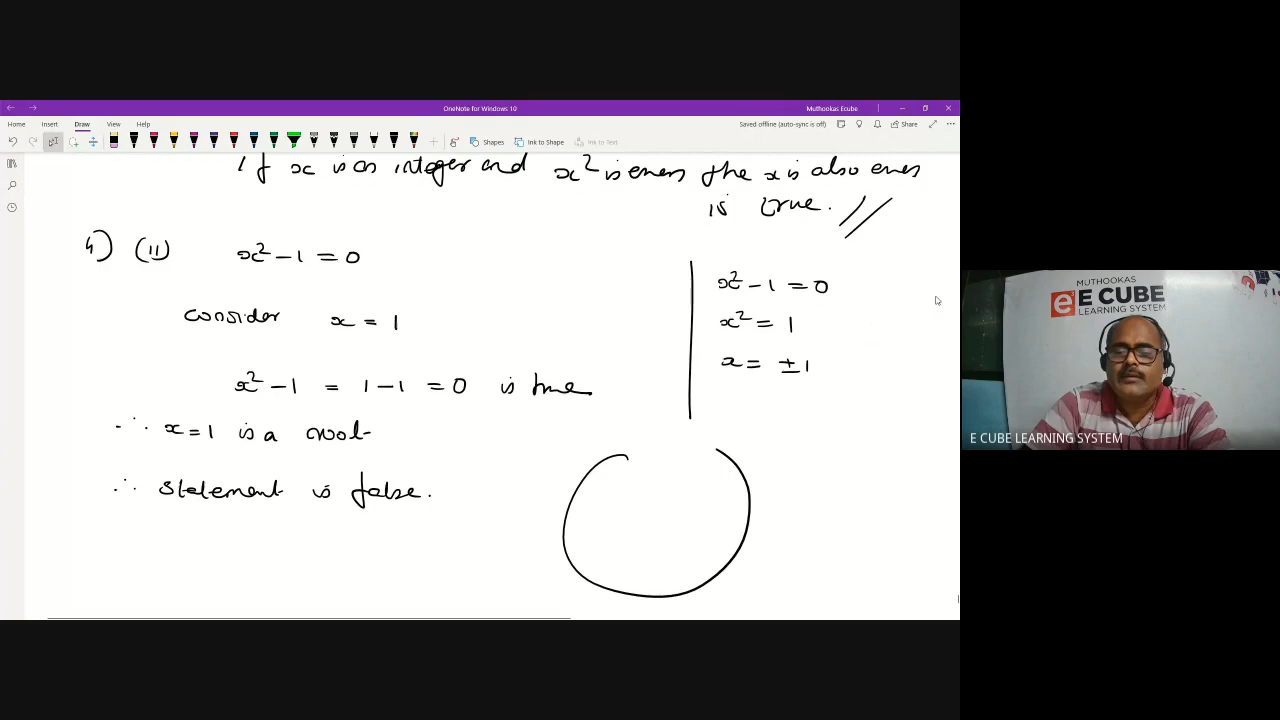 OneNote for Windows 10
Muthookas Ecube
Home Insert Draw View Help
Saved offline (auto-sync is off) Share
Shapes Ink to Shape Ink to Text
If x is an integer and x² is even the x is also even
is true.
4) (II) x² - 1 = 0
consider x = 1
x² - 1 = 1 - 1 = 0 is true
∴ x = 1 is a root
∴ statement is false.
x² - 1 = 0
x² = 1
x = ± 1
MUTHOOKAS
e E CUBE
LEARNING SYSTEM
E CUBE LEARNING SYSTEM